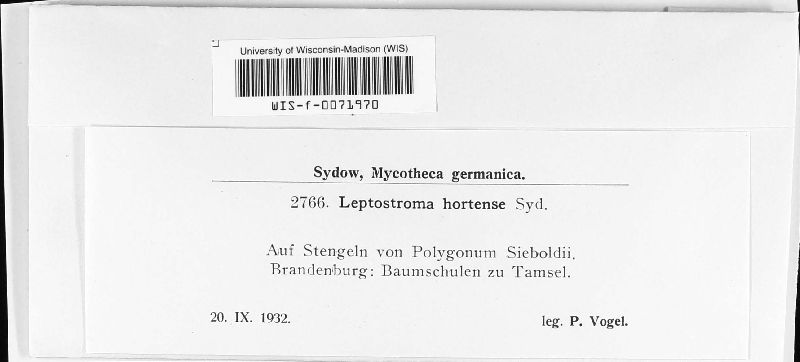 University of Wisconsin-Madison (WIS)
WIS-f-0071970
Sydow, Mycotheca germanica.
2766. Leptostroma hortense Syd.
Auf Stengeln von Polygonum Sieboldii.
Brandenburg: Baumschulen zu Tamsel.
20. IX. 1932. leg. P. Vogel.